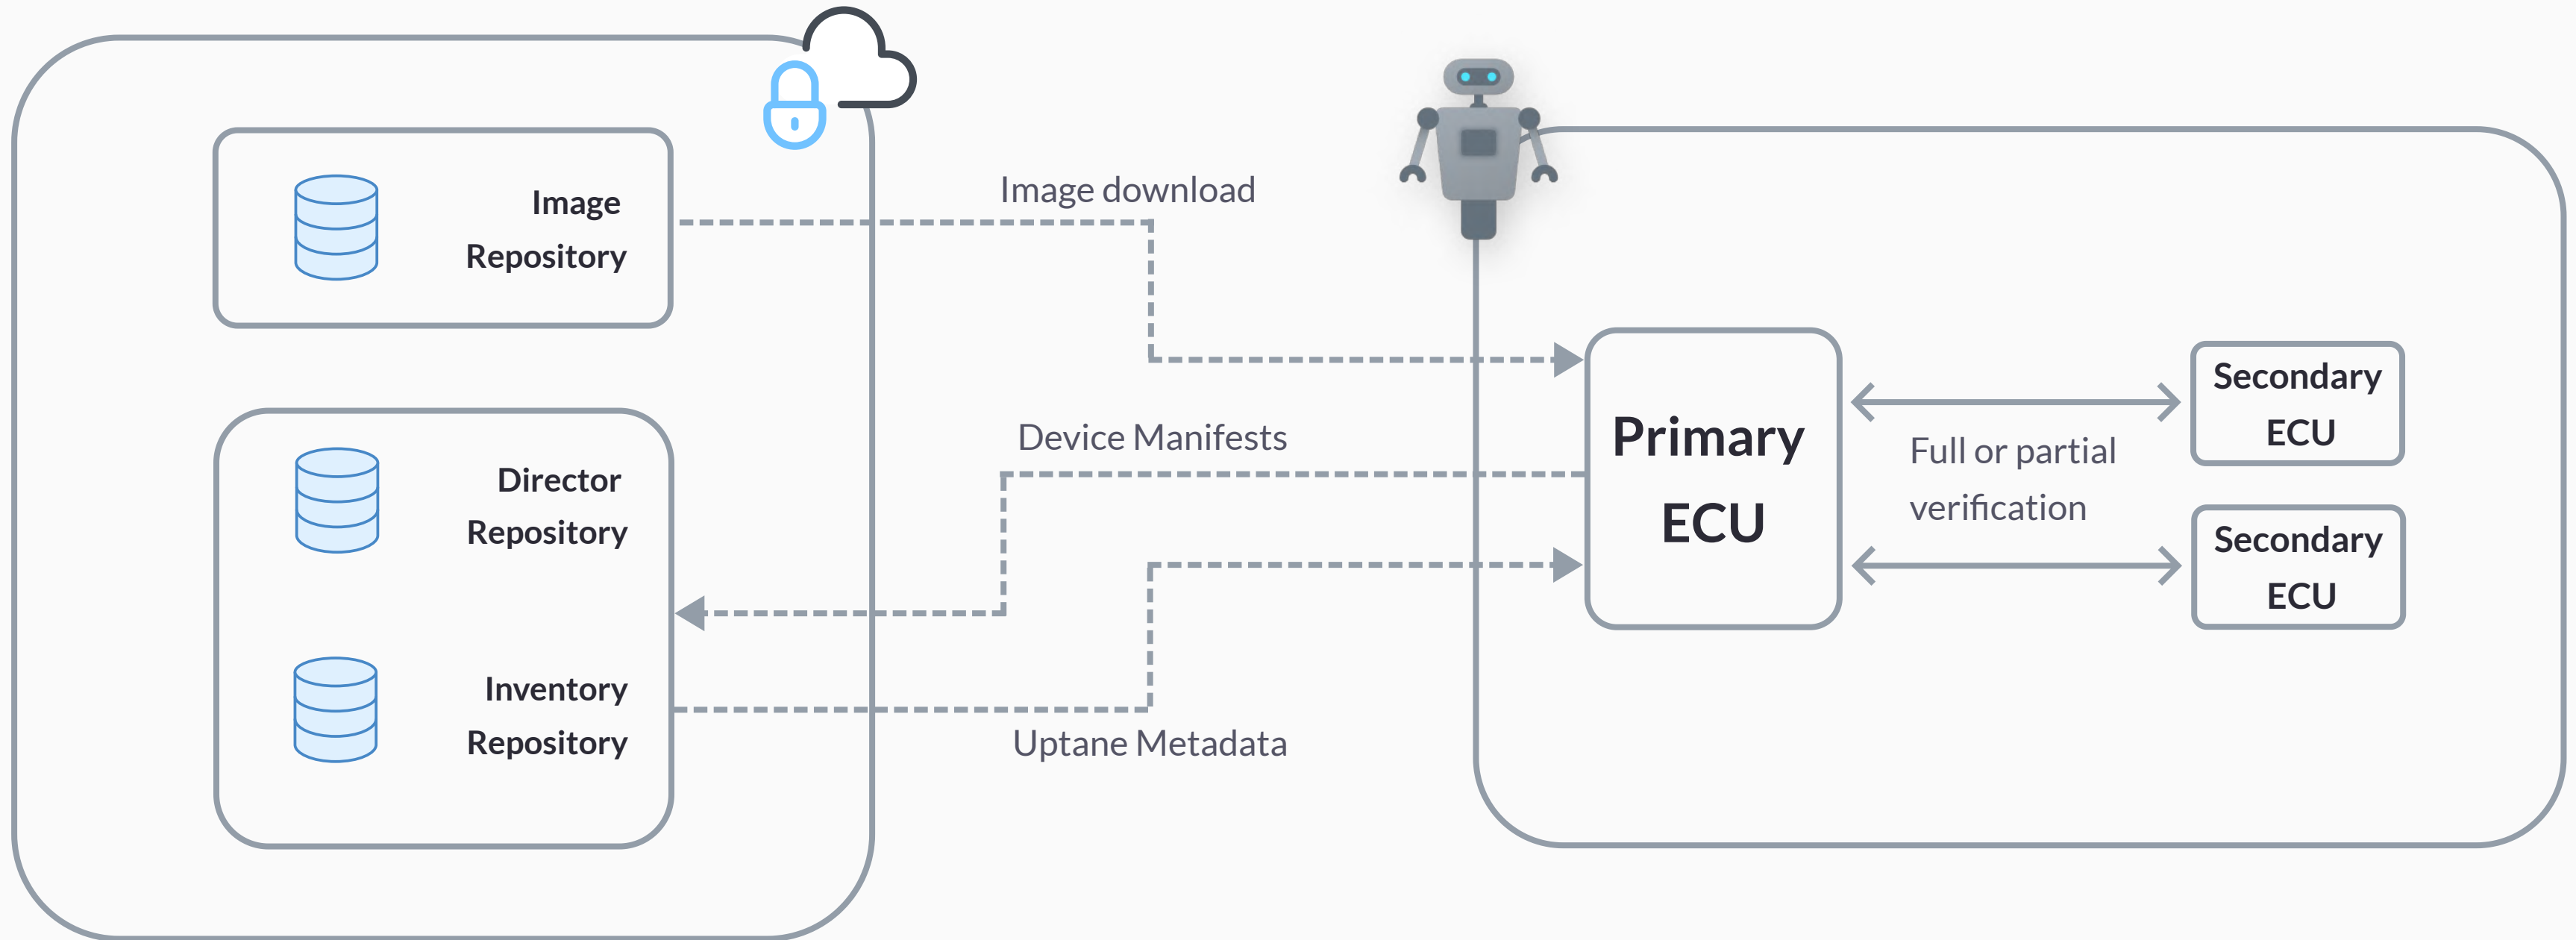 Image
Repository
Image download
Director
Repository
Inventory
Repository
Device Manifests
Uptane Metadata
Primary
ECU
Full or partial
verification
Secondary
ECU
Secondary
ECU